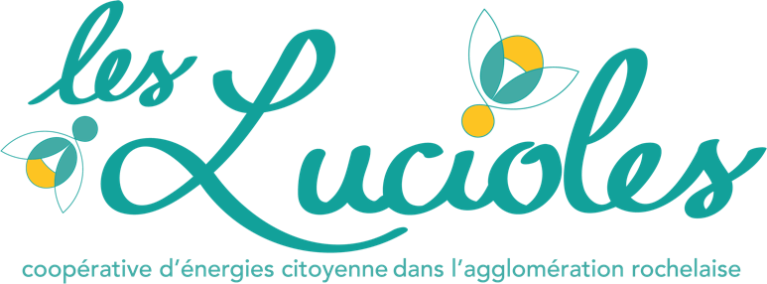 les
Lucioles
coopérative d'énergies citoyenne dans l'agglomération rochelaise